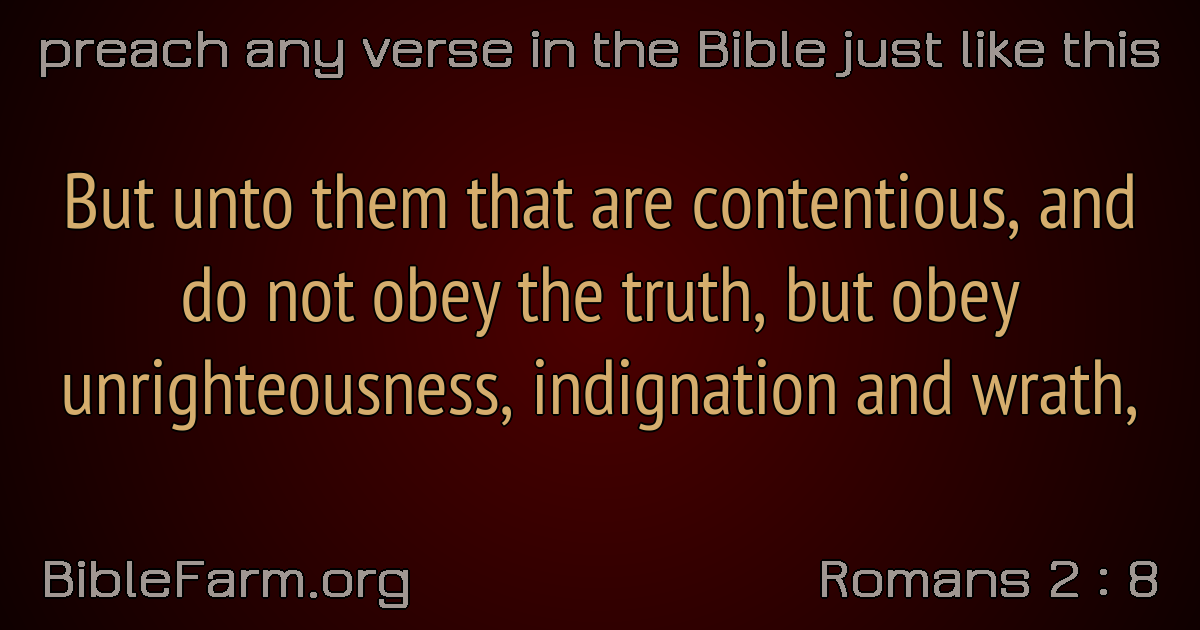 preach any verse in the Bible just like this
But unto them that are contentious, and
do not obey the truth, but obey
unrighteousness, indignation and wrath,
BibleFarm.org
Romans 2 : 8